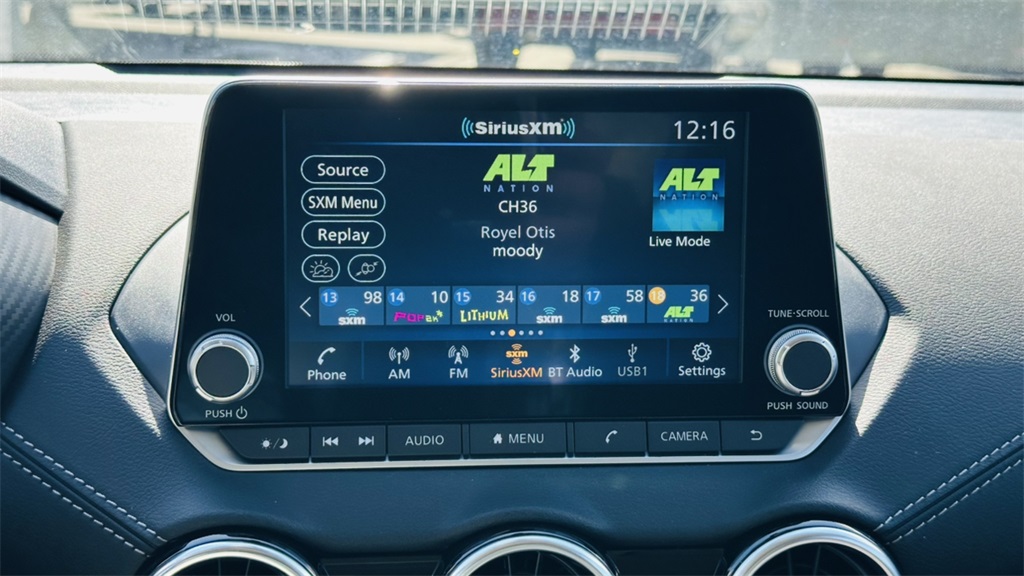 SiriusXM 12:16
Source
SXM Menu
Replay
ALT
NATION
CH36
Royel Otis
moody
ALT
NATION
Live Mode
13 98 14 10 15 34 16 18 17 58 18 36
SXM LITHIUM SXM SXM ALT NATION
Phone AM FM SXM SiriusXM BT Audio USB1 Settings
VOL
PUSH
TUNE·SCROLL
PUSH SOUND
AUDIO MENU CAMERA